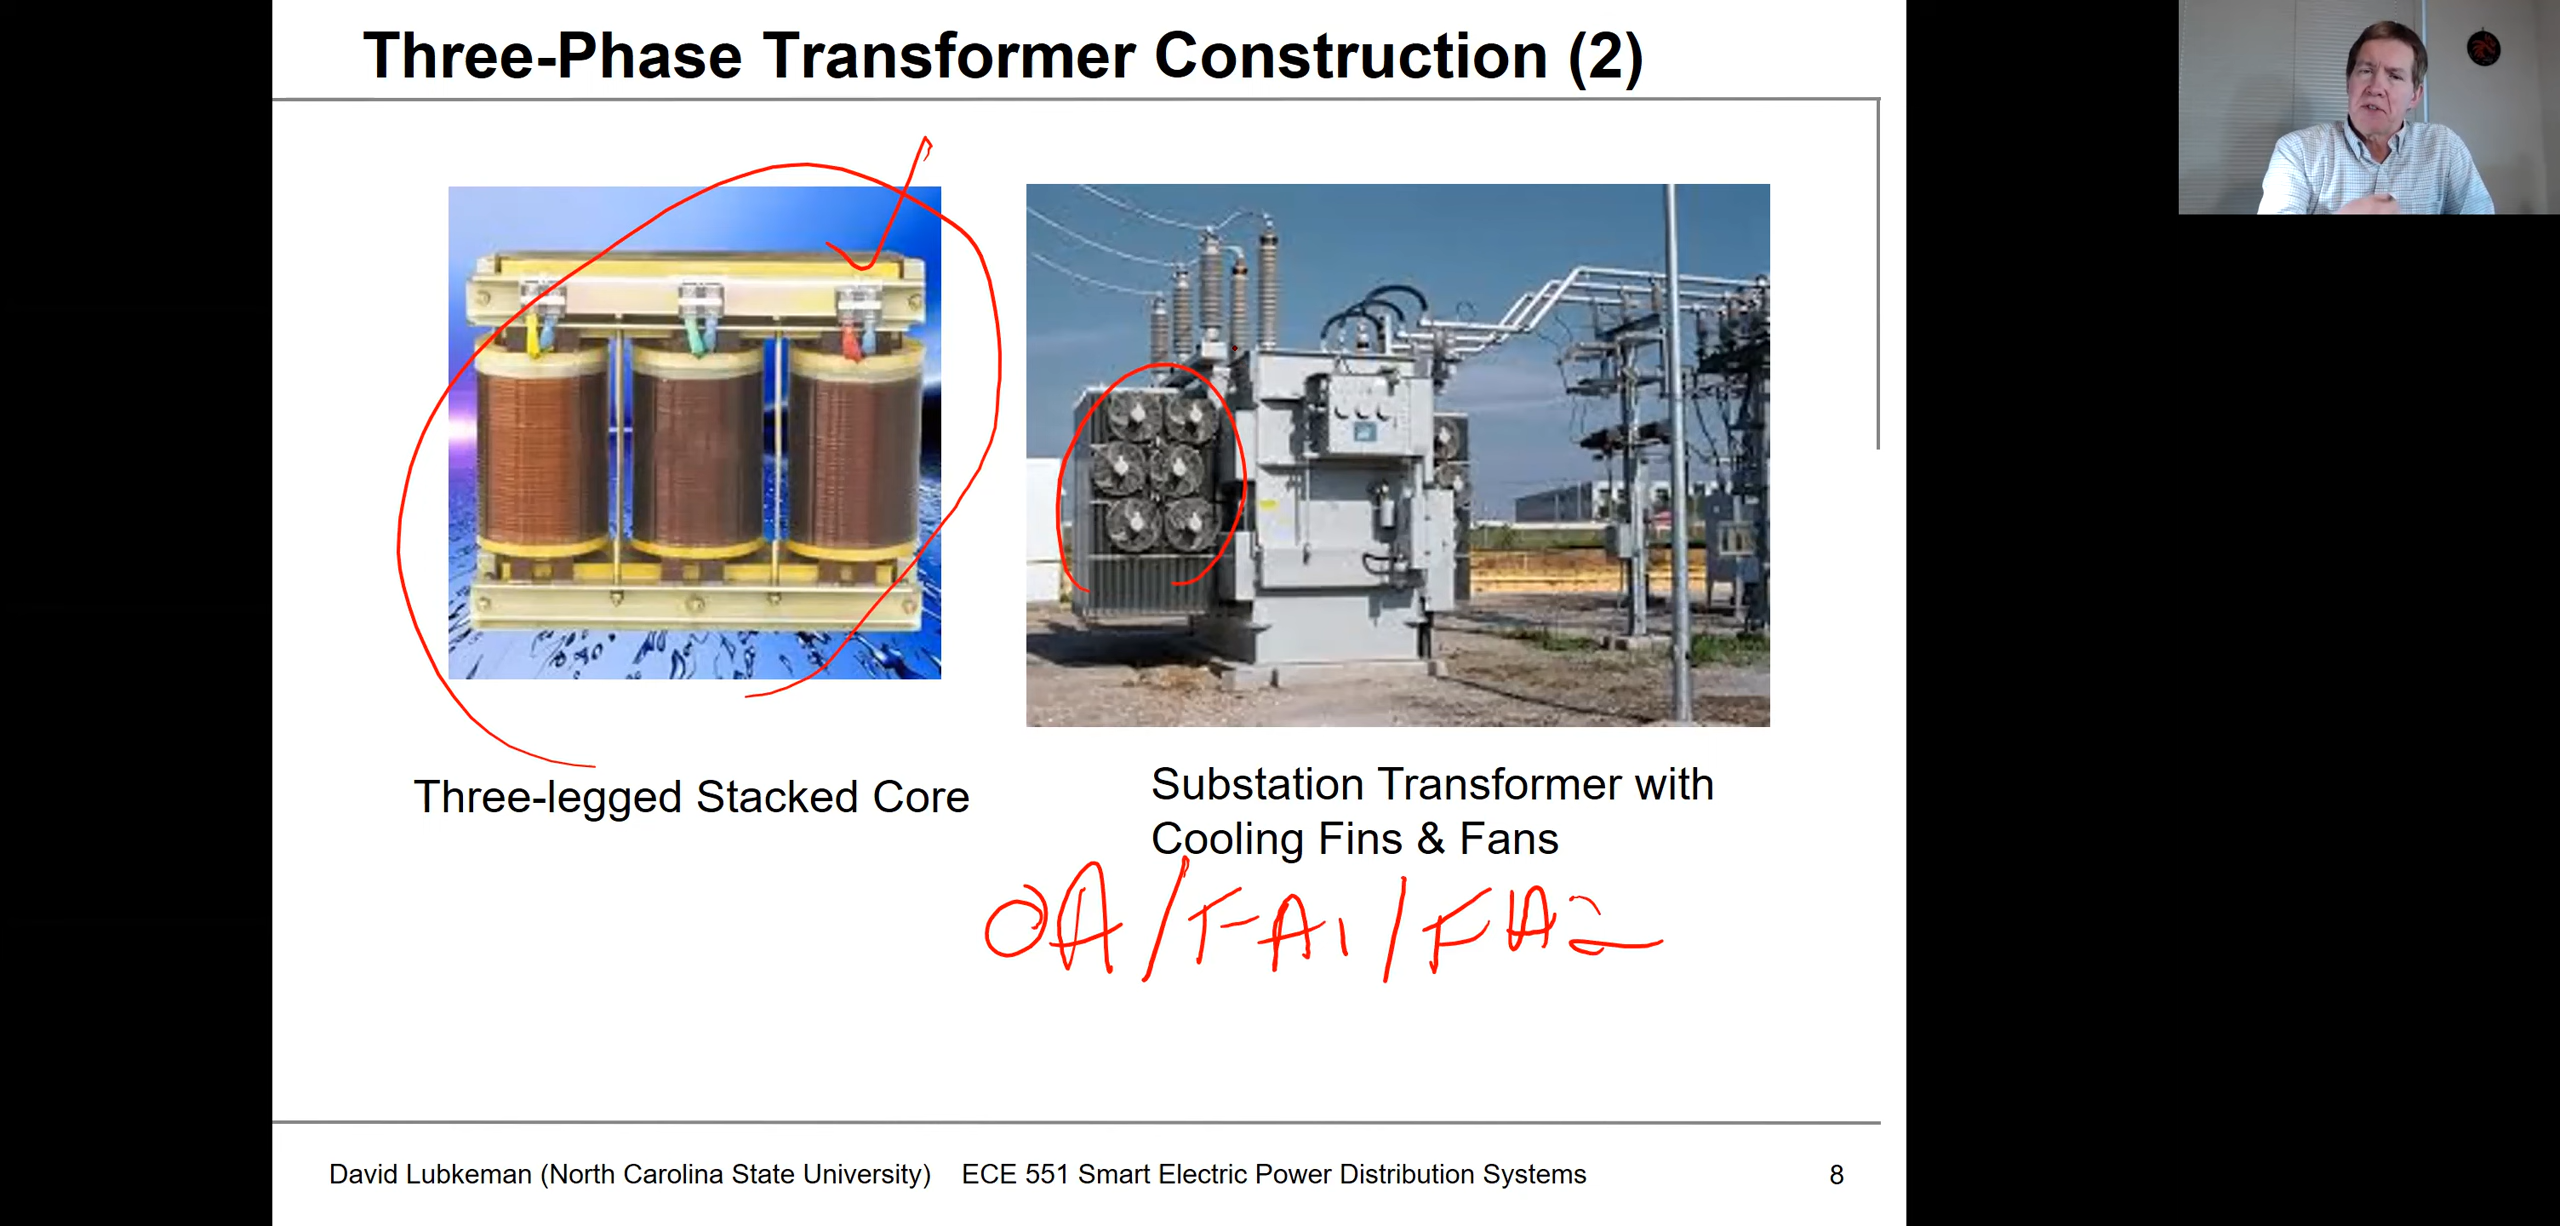 Three-Phase Transformer Construction (2)
Three-legged Stacked Core
Substation Transformer with
Cooling Fins & Fans
OA/FA1/FA2
David Lubkeman (North Carolina State University) ECE 551 Smart Electric Power Distribution Systems 8